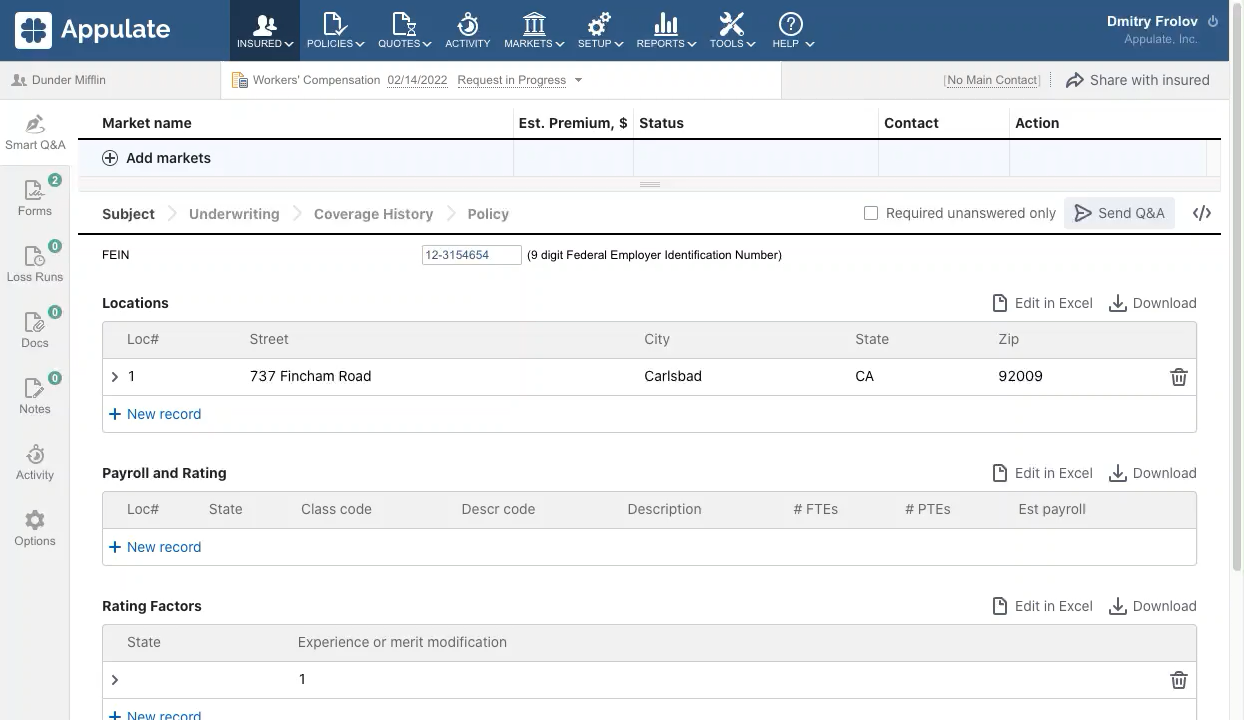 Appulate
INSURED
POLICIES
QUOTES
ACTIVITY
MARKETS
SETUP
REPORTS
TOOLS
HELP
Dmitry Frolov
Appulate, Inc.
Dunder Mifflin
Workers' Compensation 02/14/2022 Request in Progress
[No Main Contact]
Share with insured
Smart Q&A
2
Forms
0
Loss Runs
0
Docs
0
Notes
Activity
Options
Market name Est. Premium, $ Status Contact Action
Add markets
Subject Underwriting Coverage History Policy
Required unanswered only
Send Q&A
</>
FEIN 12-3154654 (9 digit Federal Employer Identification Number)
Locations Edit in Excel Download
Loc# Street City State Zip
1 737 Fincham Road Carlsbad CA 92009
+ New record
Payroll and Rating Edit in Excel Download
Loc# State Class code Descr code Description # FTEs # PTEs Est payroll
+ New record
Rating Factors Edit in Excel Download
State Experience or merit modification
1
+ New record